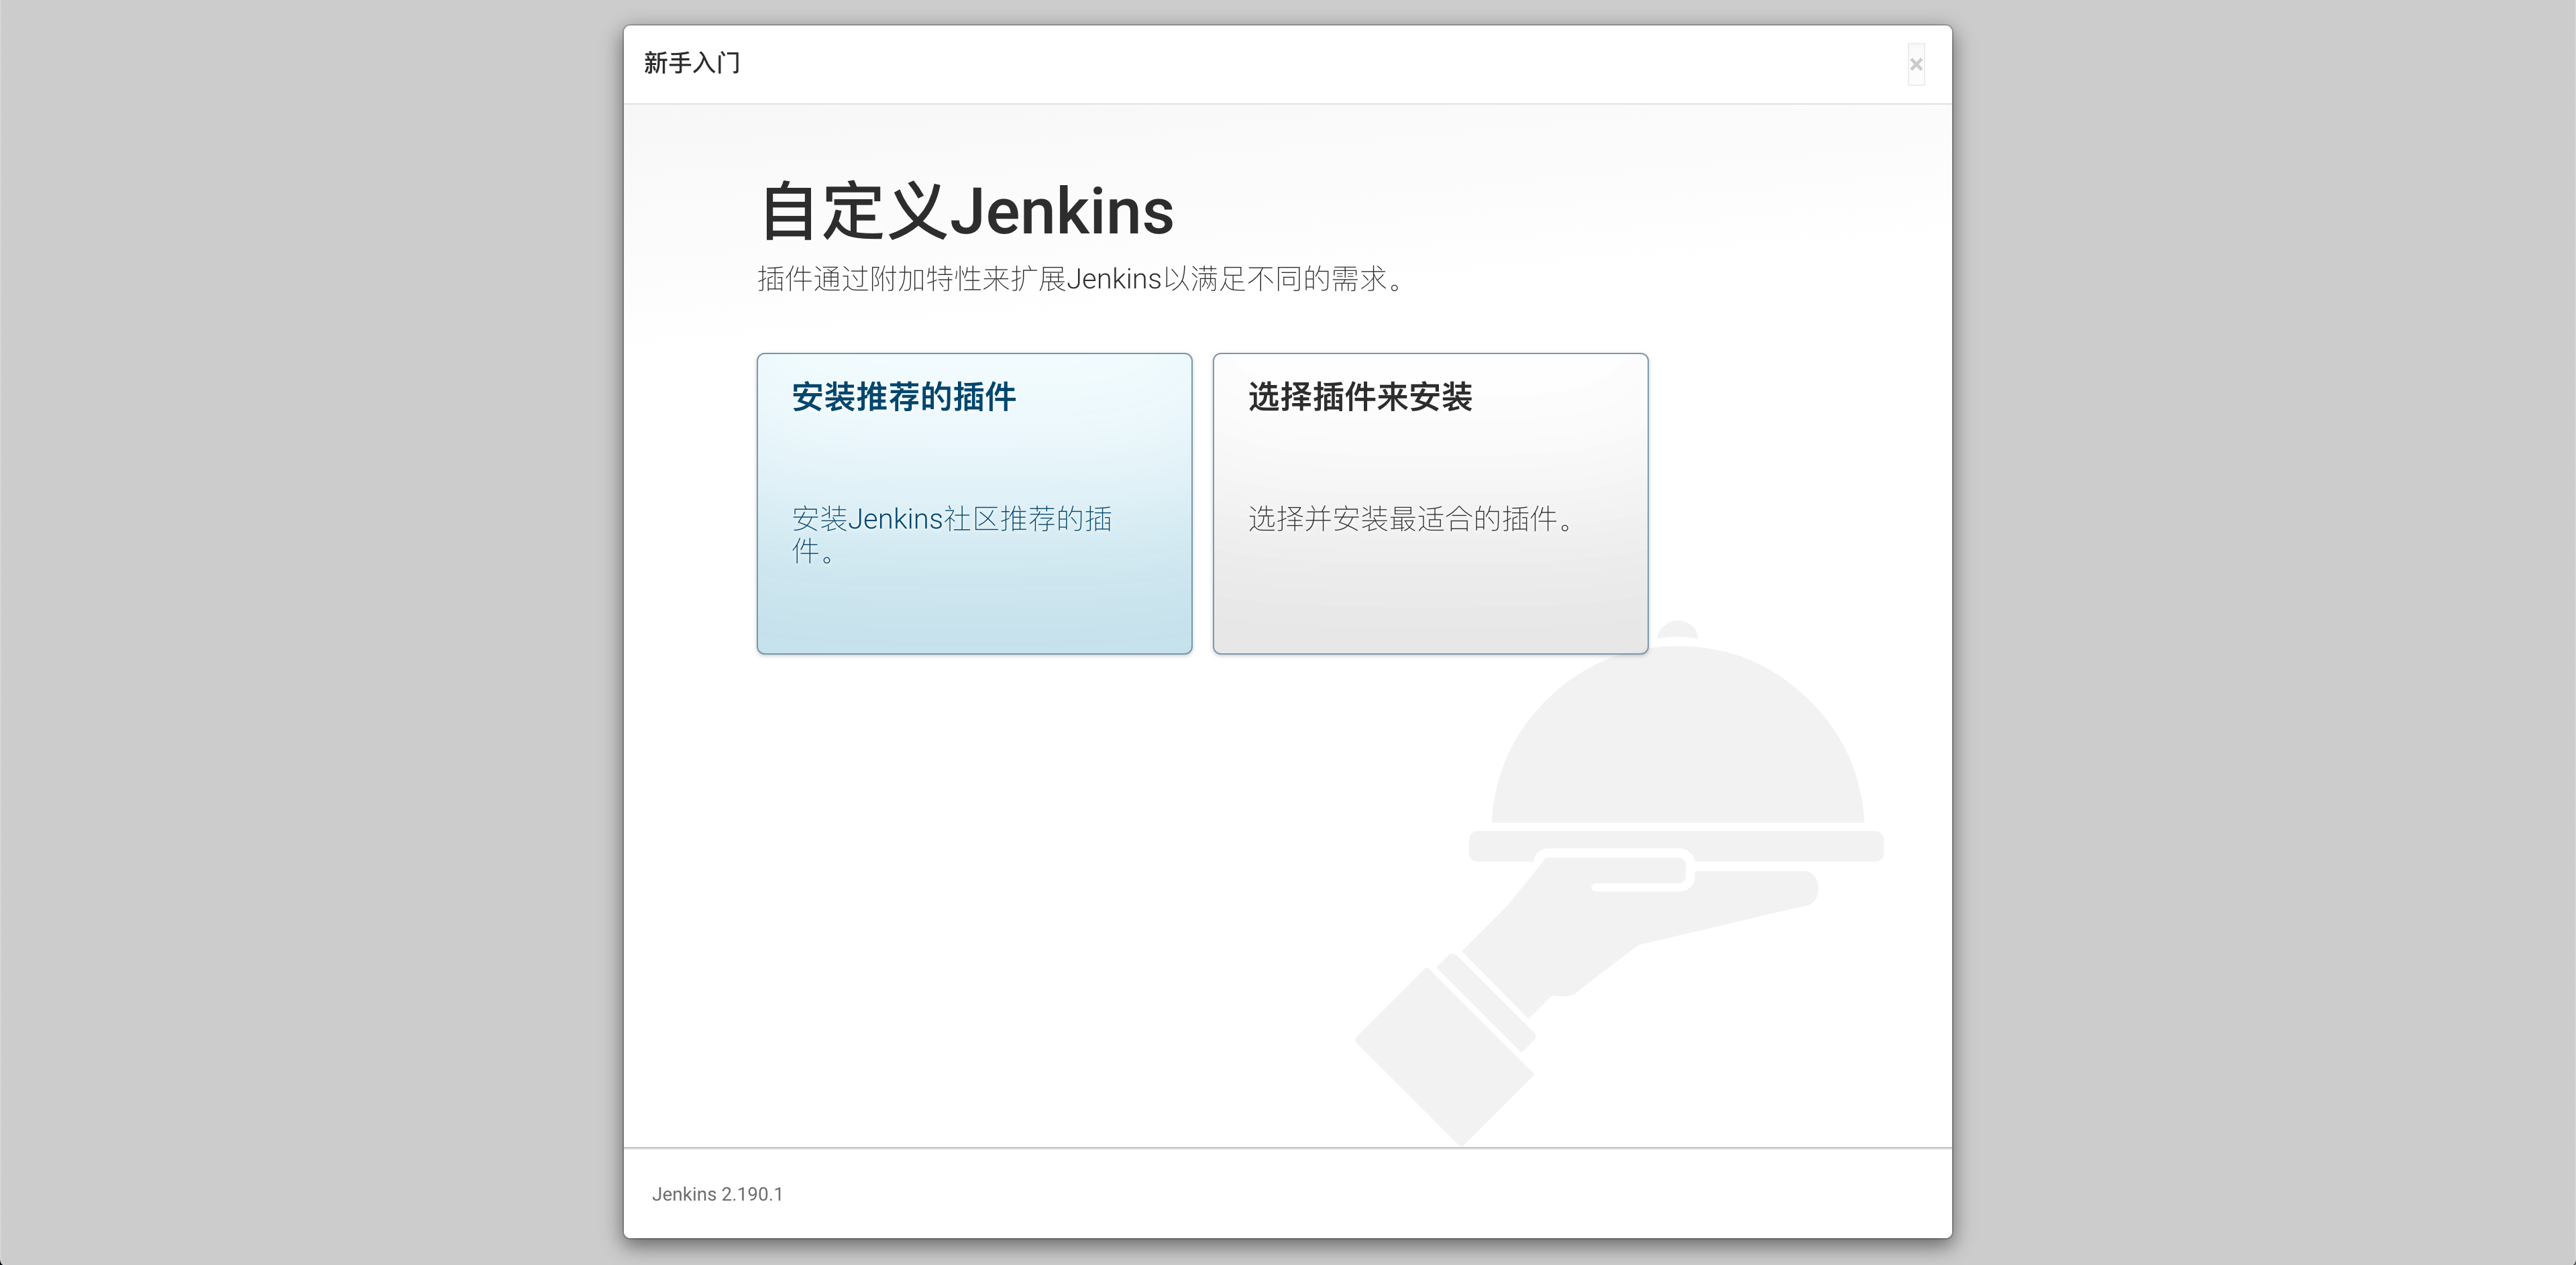 新手入门
×
自定义Jenkins
插件通过附加特性来扩展Jenkins以满足不同的需求。
安装推荐的插件
安装Jenkins社区推荐的插
件。
选择插件来安装
选择并安装最适合的插件。
Jenkins 2.190.1